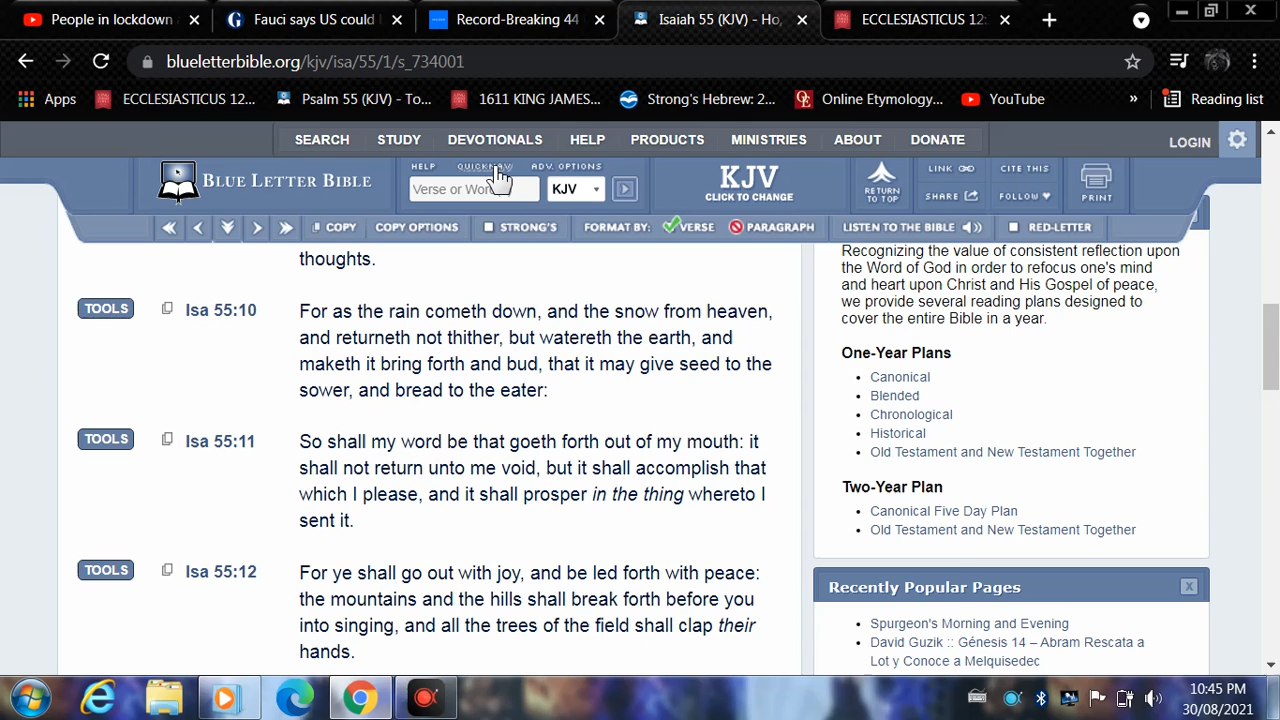 People in lockdown
Fauci says US could
Record-Breaking 44
Isaiah 55 (KJV) - Ho,
ECCLESIASTICUS 12:
blueletterbible.org/kjv/isa/55/1/s_734001
Apps
ECCLESIASTICUS 12...
Psalm 55 (KJV) - To...
1611 KING JAMES...
Strong's Hebrew: 2...
Online Etymology...
YouTube
»
Reading list
SEARCH STUDY DEVOTIONALS HELP PRODUCTS MINISTRIES ABOUT DONATE
LOGIN
BLUE LETTER BIBLE
HELP QUICKNAV ADV. OPTIONS
Verse or Word
KJV
KJV
CLICK TO CHANGE
RETURN
TO TOP
LINK
CITE THIS
SHARE
FOLLOW
PRINT
COPY COPY OPTIONS STRONG'S FORMAT BY: VERSE PARAGRAPH LISTEN TO THE BIBLE RED-LETTER
thoughts.
TOOLS Isa 55:10 For as the rain cometh down, and the snow from heaven,
and returneth not thither, but watereth the earth, and
maketh it bring forth and bud, that it may give seed to the
sower, and bread to the eater:
TOOLS Isa 55:11 So shall my word be that goeth forth out of my mouth: it
shall not return unto me void, but it shall accomplish that
which I please, and it shall prosper in the thing whereto I
sent it.
TOOLS Isa 55:12 For ye shall go out with joy, and be led forth with peace:
the mountains and the hills shall break forth before you
into singing, and all the trees of the field shall clap their
hands.
Recognizing the value of consistent reflection upon
the Word of God in order to refocus one's mind
and heart upon Christ and His Gospel of peace,
we provide several reading plans designed to
cover the entire Bible in a year.
One-Year Plans
• Canonical
• Blended
• Chronological
• Historical
• Old Testament and New Testament Together
Two-Year Plan
• Canonical Five Day Plan
• Old Testament and New Testament Together
Recently Popular Pages
• Spurgeon's Morning and Evening
• David Guzik :: Génesis 14 – Abram Rescata a
Lot y Conoce a Melquisedec
10:45 PM
30/08/2021